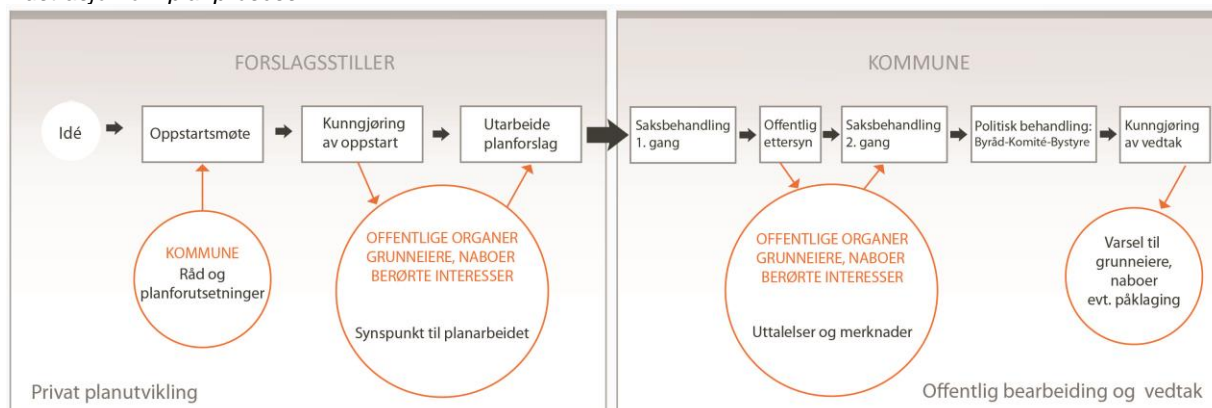 FORSLAGSSTILLER
Idé
Oppstartsmøte
Kunngjøring
av oppstart
Utarbeide
planforslag
KOMMUNE
Råd og
planforutsetninger
OFFENTLIGE ORGANER
GRUNNEIERE, NABOER
BERØRTE INTERESSER
Synspunkt til planarbeidet
Privat planutvikling
KOMMUNE
Saksbehandling
1. gang
Offentlig
ettersyn
Saksbehandling
2. gang
Politisk behandling:
Byråd-Komité-Bystyre
Kunngjøring
av vedtak
OFFENTLIGE ORGANER
GRUNNEIERE, NABOER
BERØRTE INTERESSER
Uttalelser og merknader
Varsel til
grunneiere,
naboer
evt. påklaging
Offentlig bearbeiding og vedtak